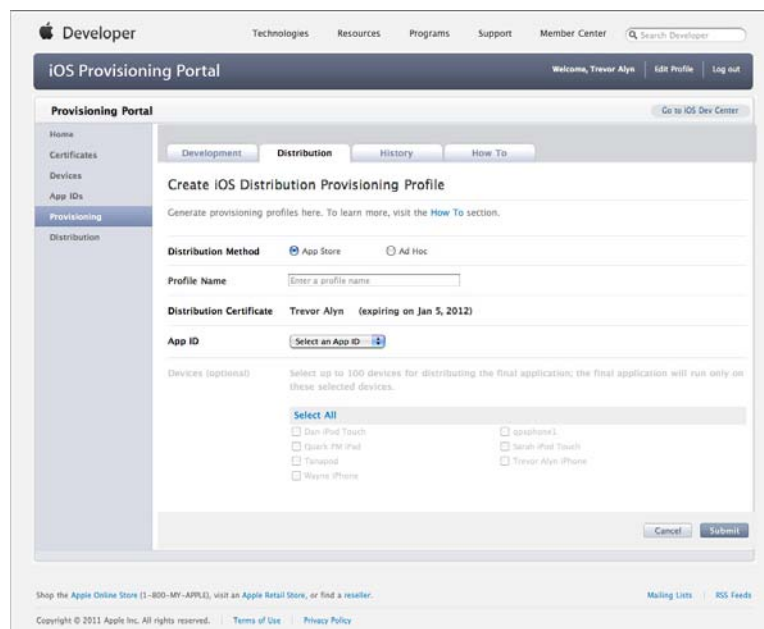 Developer
Technologies Resources Programs Support Member Center Search Developer
iOS Provisioning Portal
Welcome, Trevor Alyn Edit Profile Log out
Provisioning Portal
Go to iOS Dev Center
Home
Certificates
Devices
App IDs
Provisioning
Distribution
Development Distribution History How To
Create iOS Distribution Provisioning Profile
Generate provisioning profiles here. To learn more, visit the How To section.
Distribution Method App Store Ad Hoc
Profile Name Enter a profile name
Distribution Certificate Trevor Alyn (expiring on Jan 5, 2012)
App ID Select an App ID
Devices (optional) Select up to 100 devices for distributing the final application; the final application will run only on
these selected devices.
Select All
Dan iPod Touch
Quark PM iPad Sarah iPod Touch
Tanapod Trevor Alyn iPhone
Wayne iPhone
Cancel Submit
Shop the Apple Online Store (1-800-MY-APPLE), visit an Apple Retail Store, or find a reseller.
Mailing Lists RSS Feeds
Copyright © 2011 Apple Inc. All rights reserved. Terms of Use Privacy Policy